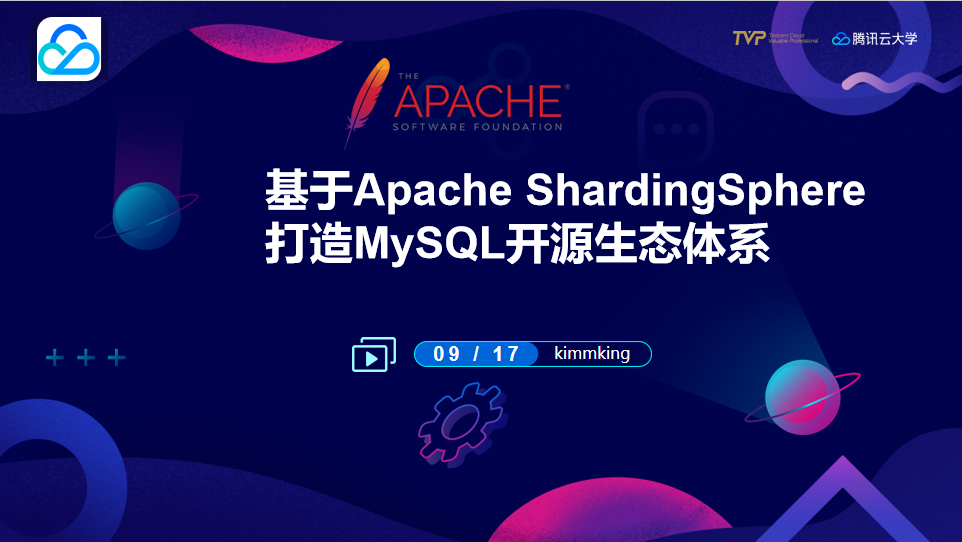 TVP
Tencent Cloud
Valuable Professional
腾讯云大学
THE
APACHE®
SOFTWARE FOUNDATION
基于Apache ShardingSphere
打造MySQL开源生态体系
09 / 17
kimmking